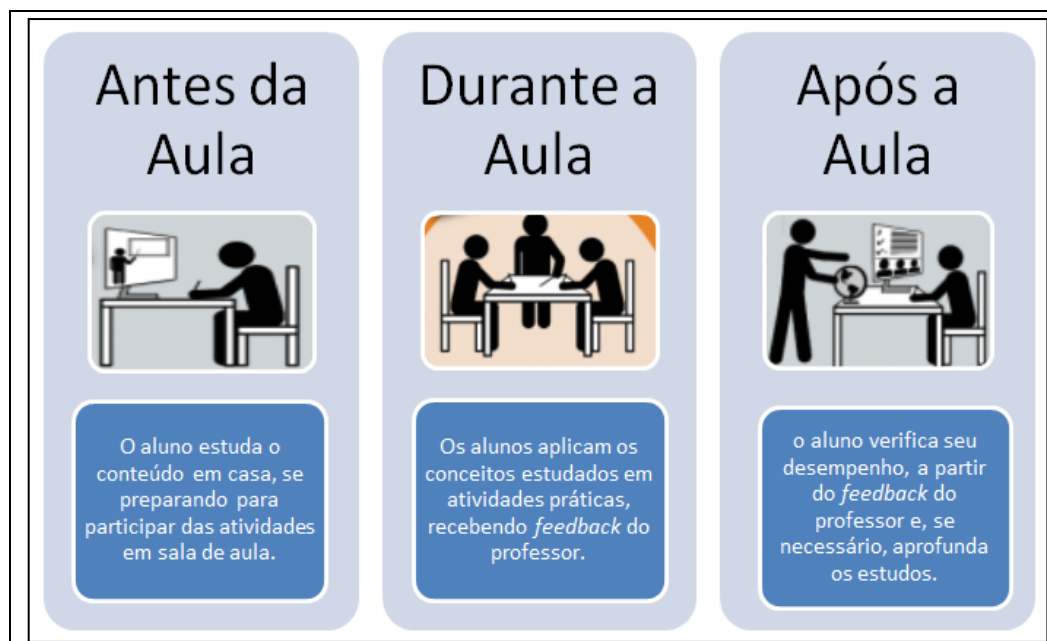 Antes da
Aula
O aluno estuda o
conteúdo em casa, se
preparando para
participar das atividades
em sala de aula.
Durante a
Aula
Os alunos aplicam os
conceitos estudados em
atividades práticas,
recebendo feedback do
professor.
Após a
Aula
o aluno verifica seu
desempenho, a partir
do feedback do
professor e, se
necessário, aprofunda
os estudos.